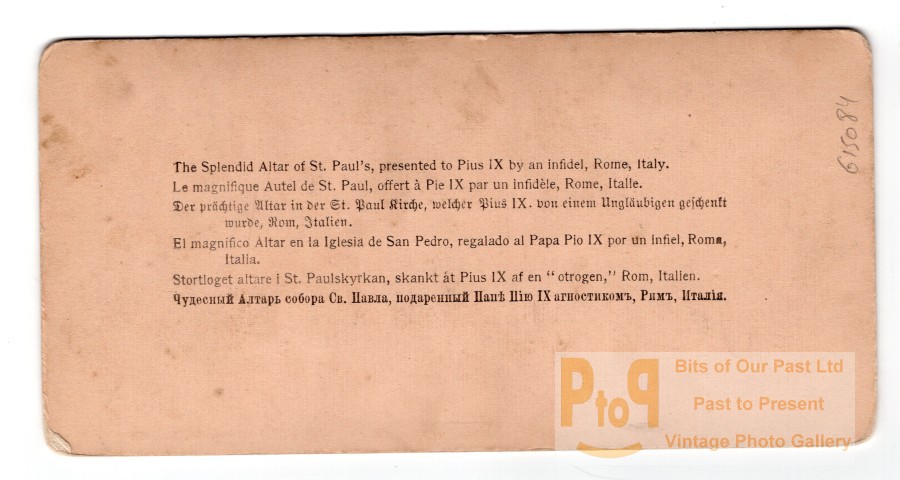 The Splendid Altar of St. Paul's, presented to Pius IX by an infidel, Rome, Italy.
Le magnifique Autel de St. Paul, offert à Pie IX par un infidèle, Rome, Italie.
Der prächtige Altar in der St. Paul Kirche, welcher Pius IX. von einem Ungläubigen geschenkt
wurde, Rom, Italien.
El magnífico Altar en la Iglesia de San Pedro, regalado al Papa Pio IX por un infiel, Roma,
Italia.
Stortloget altare i St. Paulskyrkan, skankt åt Pius IX af en "otrogen," Rom, Italien.
Чудесный Алтарь собора Св. Павла, подаренный Папѣ Пію IX агностикомъ, Римъ, Италія.
615084
PtoP
Bits of Our Past Ltd
Past to Present
Vintage Photo Gallery